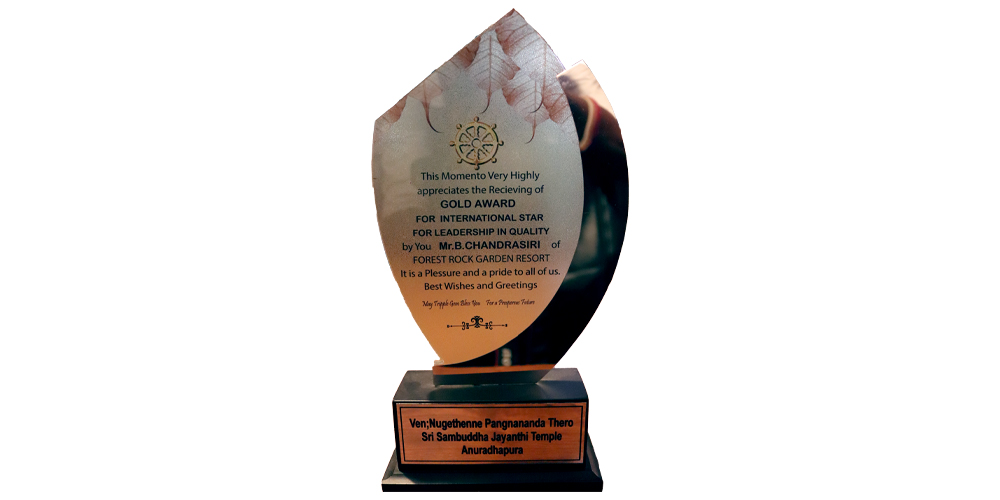 This Momento Very Highly
appreciates the Recieving of
GOLD AWARD
FOR INTERNATIONAL STAR
FOR LEADERSHIP IN QUALITY
by You Mr.B.CHANDRASIRI of
FOREST ROCK GARDEN RESORT
It is a Plessure and a pride to all of us.
Best Wishes and Greetings
May Tripple Gem Bless You For a Prosperous Future
Ven;Nugethenne Pangnananda Thero
Sri Sambuddha Jayanthi Temple
Anuradhapura